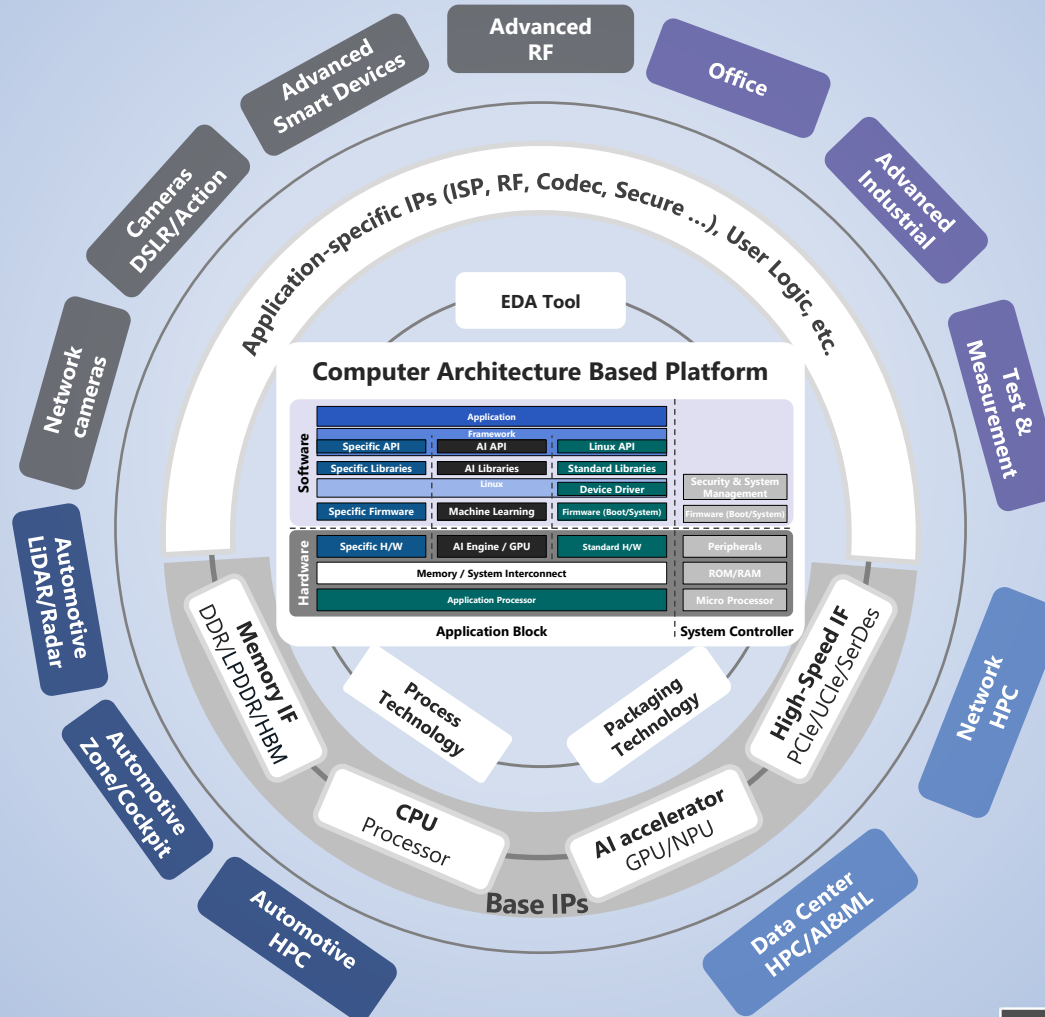 Advanced
RF
Advanced
Smart Devices
Office
Cameras
DSLR/Action
Advanced
Industrial
Network
cameras
Test &
Measurement
Automotive
LiDAR/Radar
Automotive
Zone/Cockpit
Automotive
HPC
Network
HPC
Data Center
HPC/AI&ML
Application-specific IPs (ISP, RF, Codec, Secure ...), User Logic, etc.
EDA Tool
Computer Architecture Based Platform
Software
Application
Framework
Specific API
AI API
Linux API
Specific Libraries
AI Libraries
Standard Libraries
Linux
Device Driver
Specific Firmware
Machine Learning
Firmware (Boot/System)
Security & System
Management
Firmware (Boot/System)
Hardware
Specific H/W
AI Engine / GPU
Standard H/W
Peripherals
Memory / System Interconnect
ROM/RAM
Application Processor
Micro Processor
Application Block
System Controller
Process
Technology
Packaging
Technology
Memory IF
DDR/LPDDR/HBM
CPU
Processor
AI accelerator
GPU/NPU
High-Speed IF
PCIe/UCIe/SerDes
Base IPs